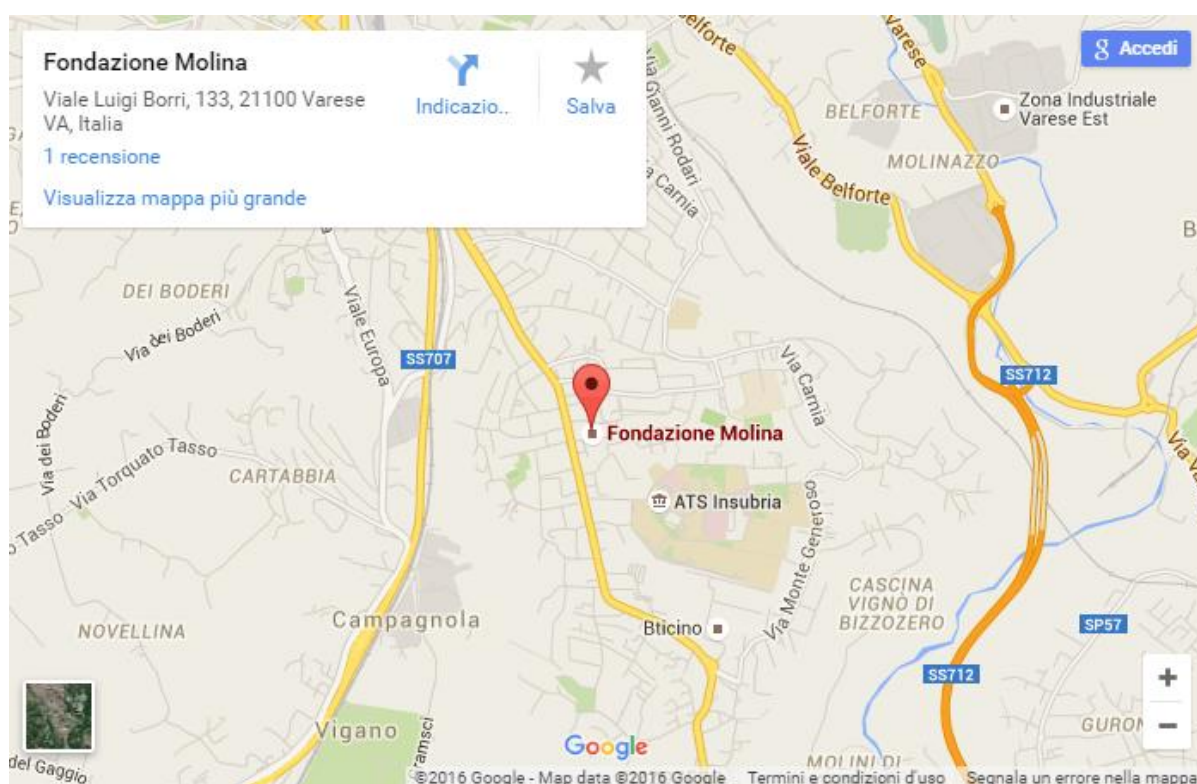 Fondazione Molina
Viale Luigi Borri, 133, 21100 Varese
VA, Italia
1 recensione
Visualizza mappa più grande
Indicazio..
Salva
Accedi
Belforte
Varese
Via Gianni Rodari
Via Carnia
BELFORTE
Zona Industriale
Varese Est
MOLINAZZO
Viale Belforte
DEI BODERI
Via dei Boderi
Viale Europa
SS707
SS712
Via Carnia
Via dei Boderi
Fondazione Molina
Via Torquato Tasso
CARTABBIA
ATS Insubria
Tasso
Via Monte Generoso
CASCINA
VIGNÒ DI
BIZZOZERO
NOVELLINA
Campagnola
Bticino
SP57
SS712
Vigano
GURON
Google
MOLINI DI
del Gaggio
©2016 Google - Map data ©2016 Google
Termini e condizioni d'uso
Segnala un errore nella mappa